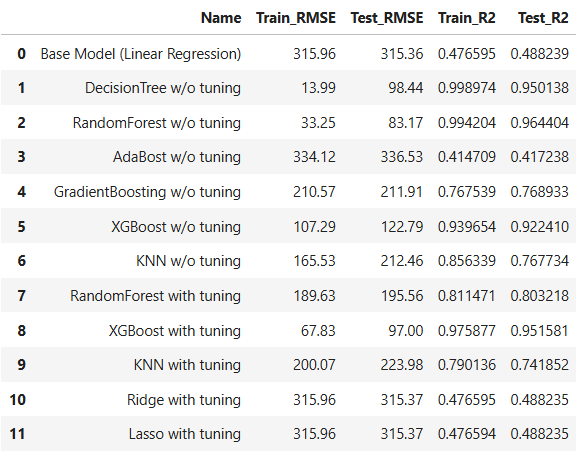 Name Train_RMSE Test_RMSE Train_R2 Test_R2
0 Base Model (Linear Regression) 315.96 315.36 0.476595 0.488239
1 DecisionTree w/o tuning 13.99 98.44 0.998974 0.950138
2 RandomForest w/o tuning 33.25 83.17 0.994204 0.964404
3 AdaBost w/o tuning 334.12 336.53 0.414709 0.417238
4 GradientBoosting w/o tuning 210.57 211.91 0.767539 0.768933
5 XGBoost w/o tuning 107.29 122.79 0.939654 0.922410
6 KNN w/o tuning 165.53 212.46 0.856339 0.767734
7 RandomForest with tuning 189.63 195.56 0.811471 0.803218
8 XGBoost with tuning 67.83 97.00 0.975877 0.951581
9 KNN with tuning 200.07 223.98 0.790136 0.741852
10 Ridge with tuning 315.96 315.37 0.476595 0.488235
11 Lasso with tuning 315.96 315.37 0.476594 0.488235